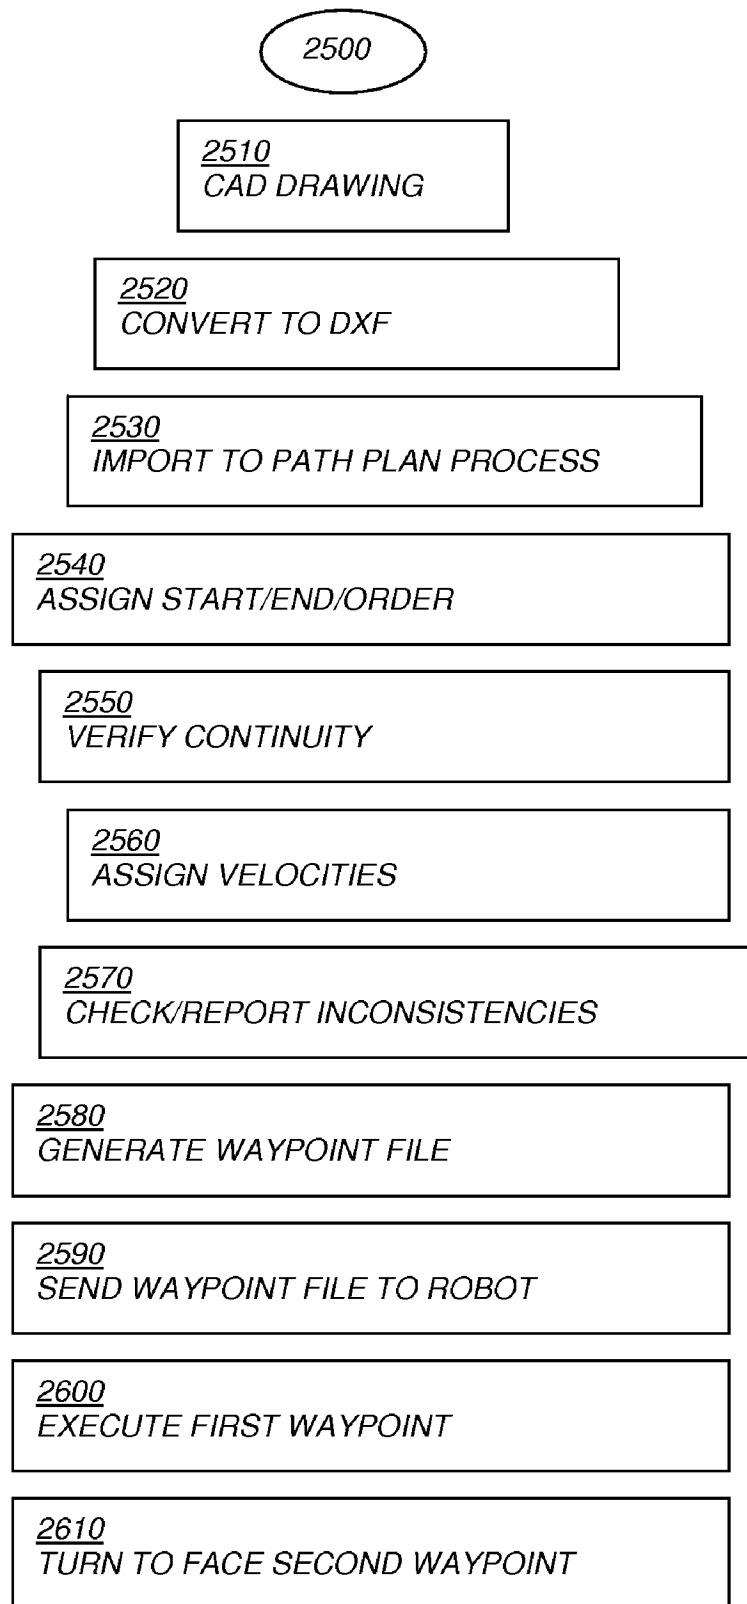 2500
2510
CAD DRAWING
2520
CONVERT TO DXF
2530
IMPORT TO PATH PLAN PROCESS
2540
ASSIGN START/END/ORDER
2550
VERIFY CONTINUITY
2560
ASSIGN VELOCITIES
2570
CHECK/REPORT INCONSISTENCIES
2580
GENERATE WAYPOINT FILE
2590
SEND WAYPOINT FILE TO ROBOT
2600
EXECUTE FIRST WAYPOINT
2610
TURN TO FACE SECOND WAYPOINT